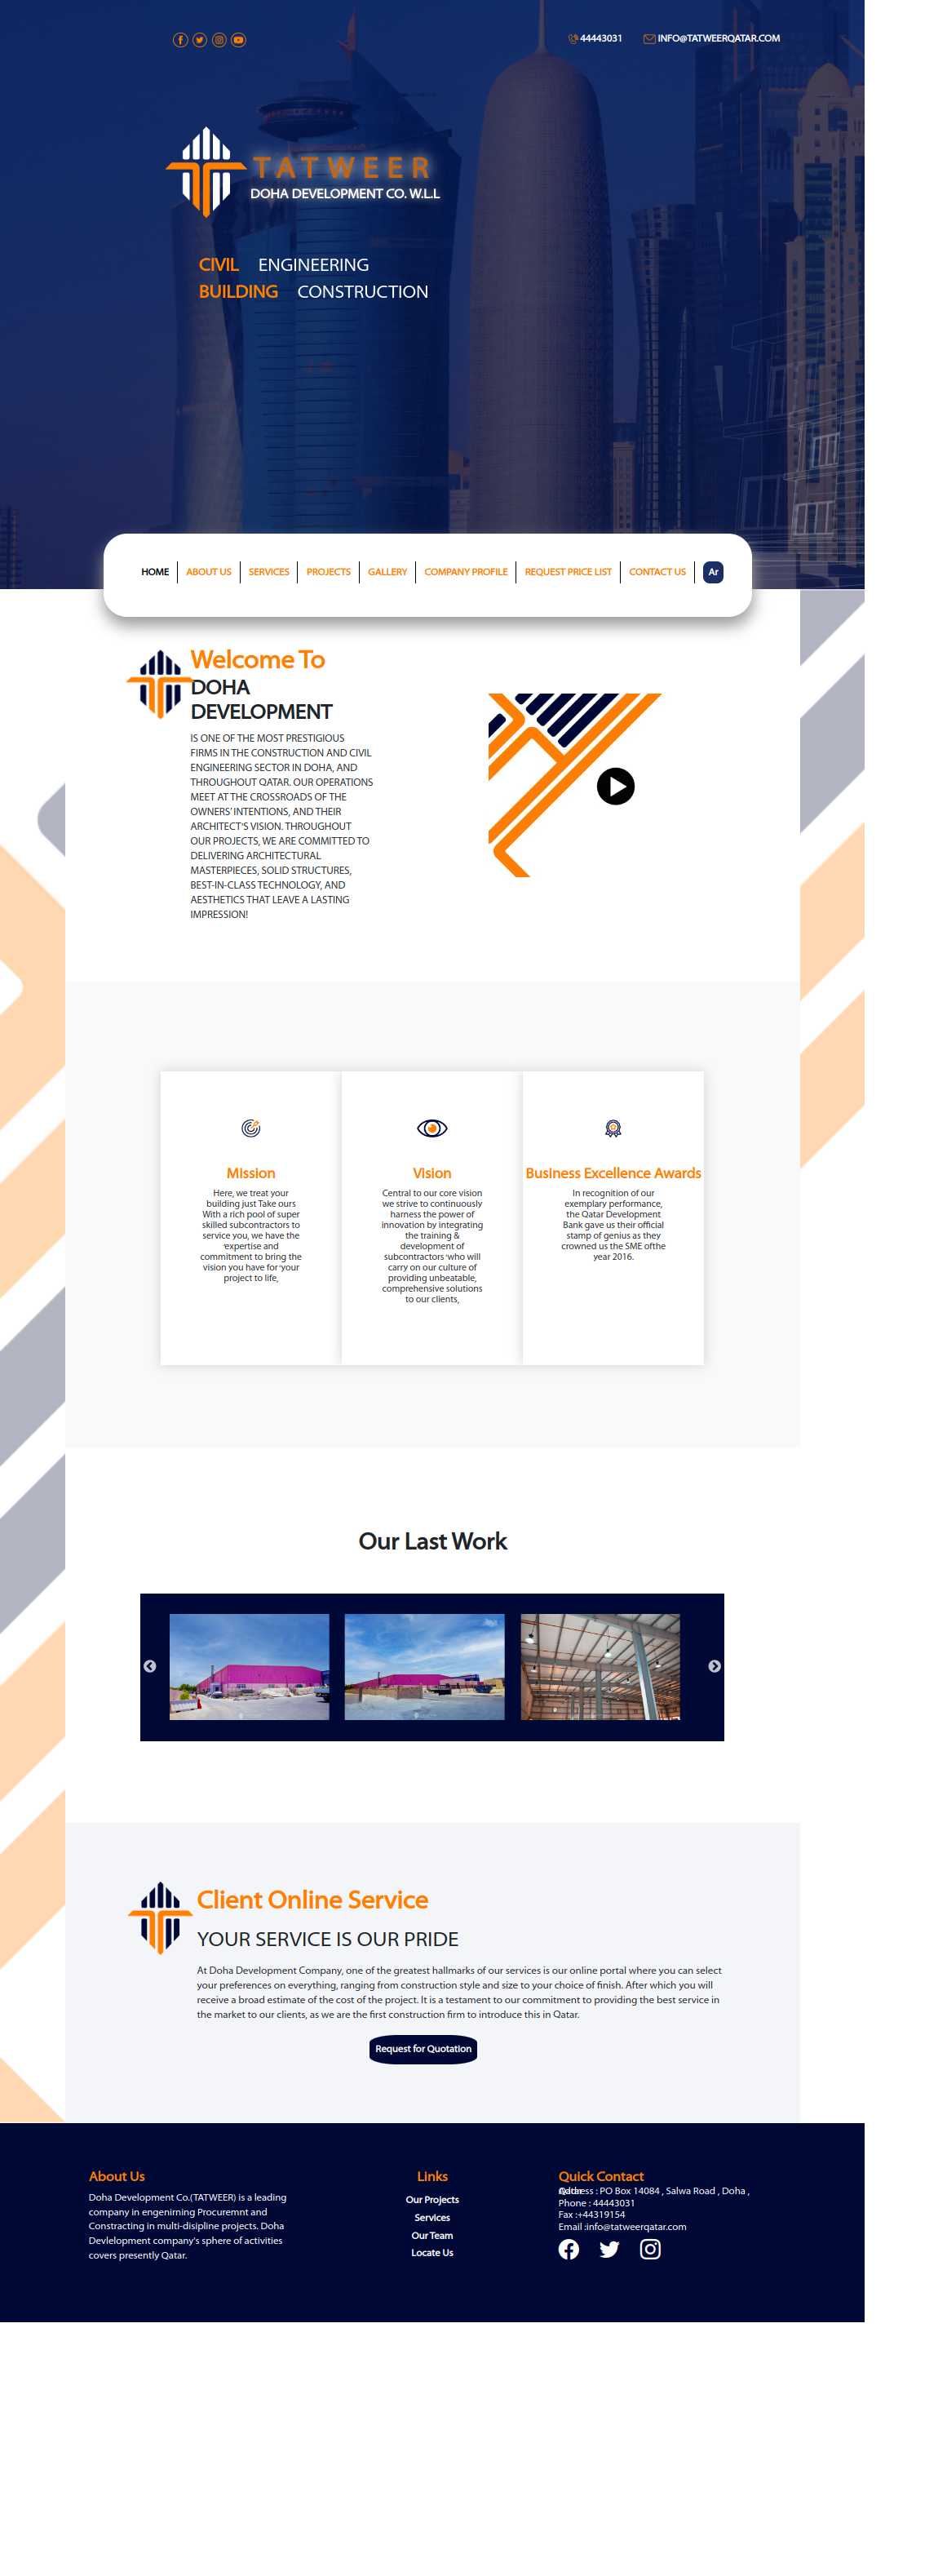 44443031
INFO@TATWEERQATAR.COM
TATWEER
DOHA DEVELOPMENT CO. W.L.L
CIVIL ENGINEERING
BUILDING CONSTRUCTION
HOME
ABOUT US
SERVICES
PROJECTS
GALLERY
COMPANY PROFILE
REQUEST PRICE LIST
CONTACT US
Ar
Welcome To
DOHA
DEVELOPMENT
IS ONE OF THE MOST PRESTIGIOUS
FIRMS IN THE CONSTRUCTION AND CIVIL
ENGINEERING SECTOR IN DOHA, AND
THROUGHOUT QATAR. OUR OPERATIONS
MEET AT THE CROSSROADS OF THE
OWNERS' INTENTIONS, AND THEIR
ARCHITECT'S VISION. THROUGHOUT
OUR PROJECTS, WE ARE COMMITTED TO
DELIVERING ARCHITECTURAL
MASTERPIECES, SOLID STRUCTURES,
BEST-IN-CLASS TECHNOLOGY, AND
AESTHETICS THAT LEAVE A LASTING
IMPRESSION!
Mission
Here, we treat your
building just Take ours
With a rich pool of super
skilled subcontractors to
service you, we have the
'expertise and
commitment to bring the
vision you have for 'your
project to life,
VIsion
Central to our core vision
we strive to continuously
harness the power of
innovation by integrating
the training &
development of
subcontractors 'who will
carry on our culture of
providing unbeatable,
comprehensive solutions
to our clients,
Business Excellence Awards
In recognition of our
exemplary performance,
the Qatar Development
Bank gave us their official
stamp of genius as they
crowned us the SME ofthe
year 2016.
Our Last Work
Client Online Service
YOUR SERVICE IS OUR PRIDE
At Doha Development Company, one of the greatest hallmarks of our services is our online portal where you can select
your preferences on everything, ranging from construction style and size to your choice of finish. After which you will
receive a broad estimate of the cost of the project. It is a testament to our commitment to providing the best service in
the market to our clients, as we are the first construction firm to introduce this in Qatar.
Request for Quotation
About Us
Doha Development Co.(TATWEER) is a leading
company in engenirning Procuremnt and
Constracting in multi-disipline projects. Doha
Devlelopment company's sphere of activities
covers presently Qatar.
Links
Our Projects
Services
Our Team
Locate Us
Quick Contact
Address : PO Box 14084 , Salwa Road , Doha ,
Qatar
Phone : 44443031
Fax :+44319154
Email :info@tatweerqatar.com